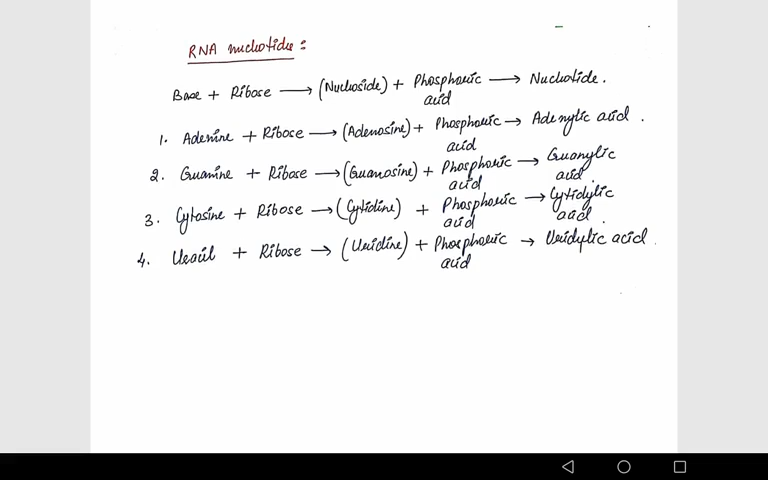 RNA nucleotide :
Base + Ribose → (Nucleoside) + Phosphoric acid → Nucleotide.
1. Adenine + Ribose → (Adenosine) + Phosphoric acid → Adenylic acid.
2. Guanine + Ribose → (Guanosine) + Phosphoric acid → Guanylic acid.
3. Cytosine + Ribose → (Cytidine) + Phosphoric acid → Cytidylic acid.
4. Uracil + Ribose → (Uridine) + Phosphoric acid → Uridylic acid.